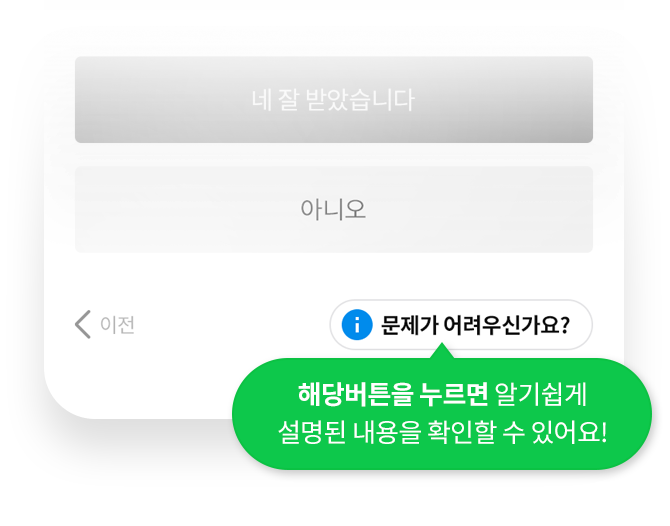 네 잘 받았습니다
아니오
이전
문제가 어려우신가요?
해당버튼을 누르면 알기쉽게
설명된 내용을 확인할 수 있어요!